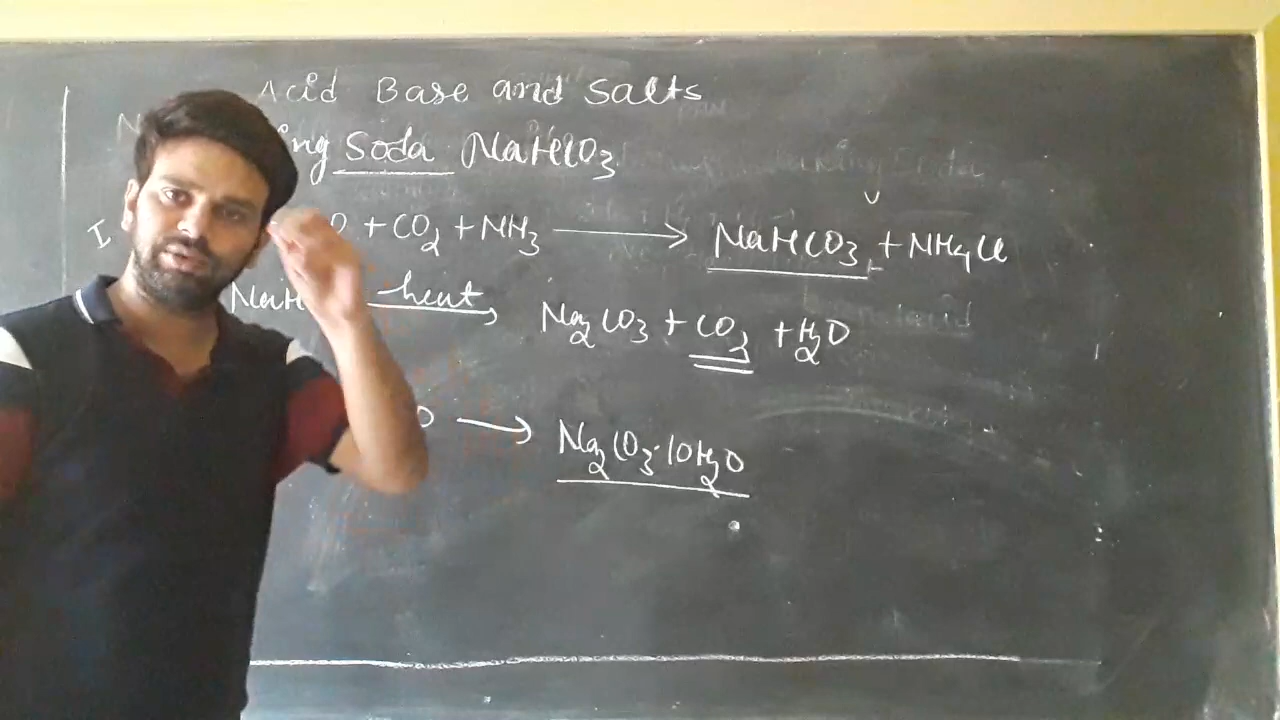 Acid Base and Salts
N ing Soda NaHCO3
I O + CO2 + NH3 → NaHCO3 + NH4Cl
NaH heat → Na2CO3 + CO2 + H2O
O → Na2CO3·10H2O